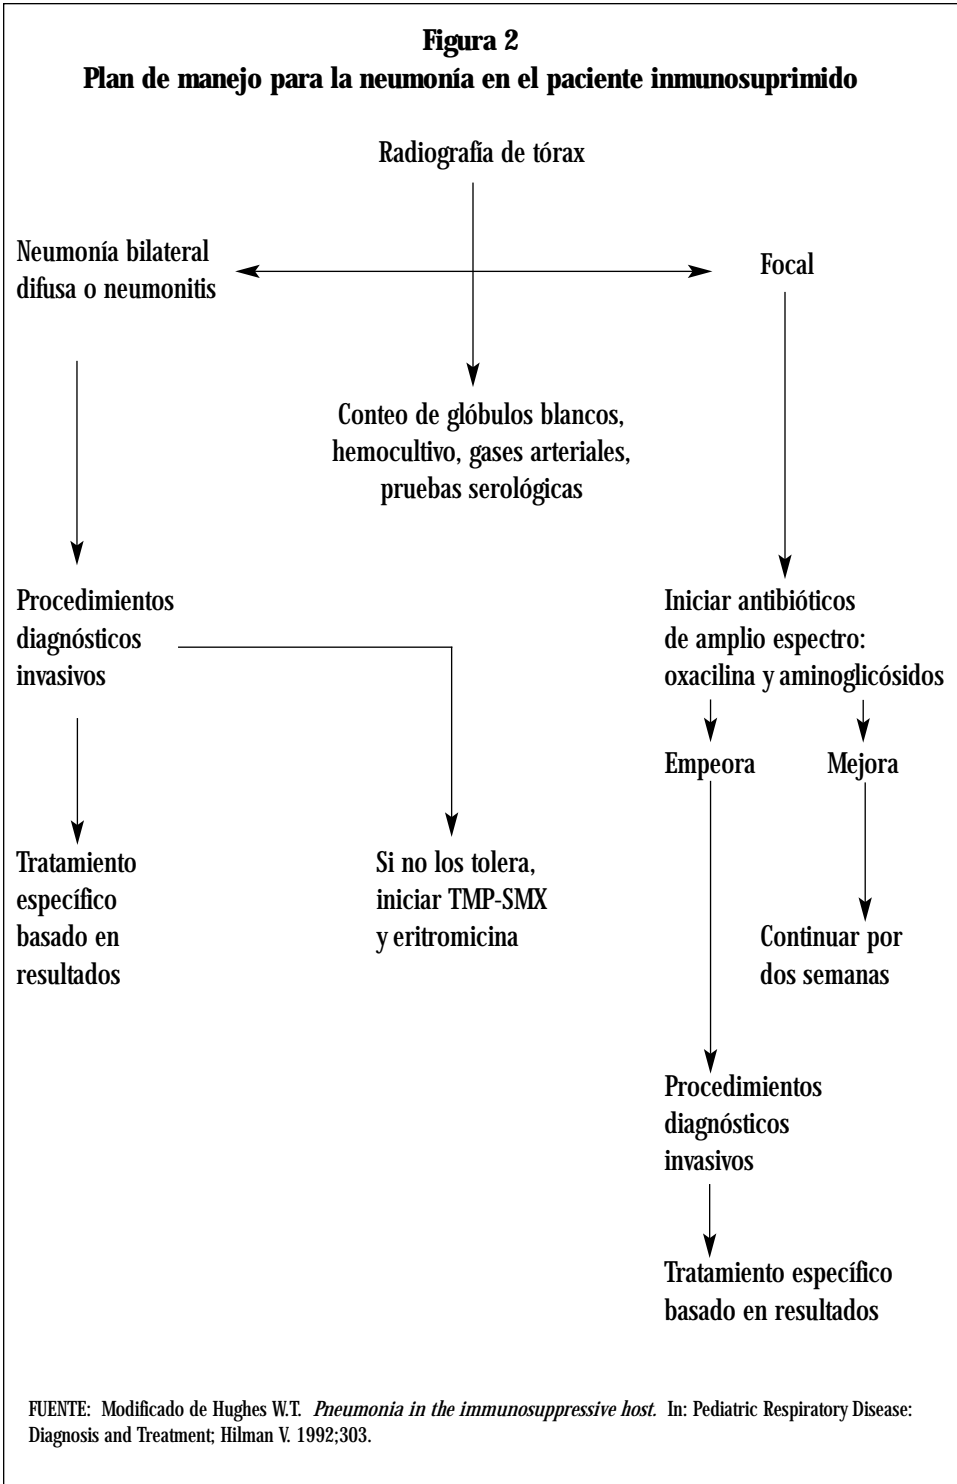 Figura 2
Plan de manejo para la neumonía en el paciente inmunosuprimido
Radiografía de tórax
Neumonía bilateral
difusa o neumonitis
Focal
Conteo de glóbulos blancos,
hemocultivo, gases arteriales,
pruebas serológicas
Procedimientos
diagnósticos
invasivos
Iniciar antibióticos
de amplio espectro:
oxacilina y aminoglicósidos
Empeora
Mejora
Tratamiento
específico
basado en
resultados
Si no los tolera,
iniciar TMP-SMX
y eritromicina
Continuar por
dos semanas
Procedimientos
diagnósticos
invasivos
Tratamiento específico
basado en resultados
FUENTE: Modificado de Hughes W.T. Pneumonia in the immunosuppressive host. In: Pediatric Respiratory Disease:
Diagnosis and Treatment; Hilman V. 1992;303.